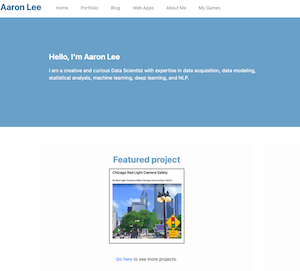 Aaron Lee
Home Portfolio Blog Web Apps About Me My Games
Hello, I'm Aaron Lee
I am a creative and curious Data Scientist with expertise in data acquisition, data modeling,
statistical analysis, machine learning, deep learning, and NLP.
Featured project
Chicago Red Light Camera Safety
Go here to see more projects.